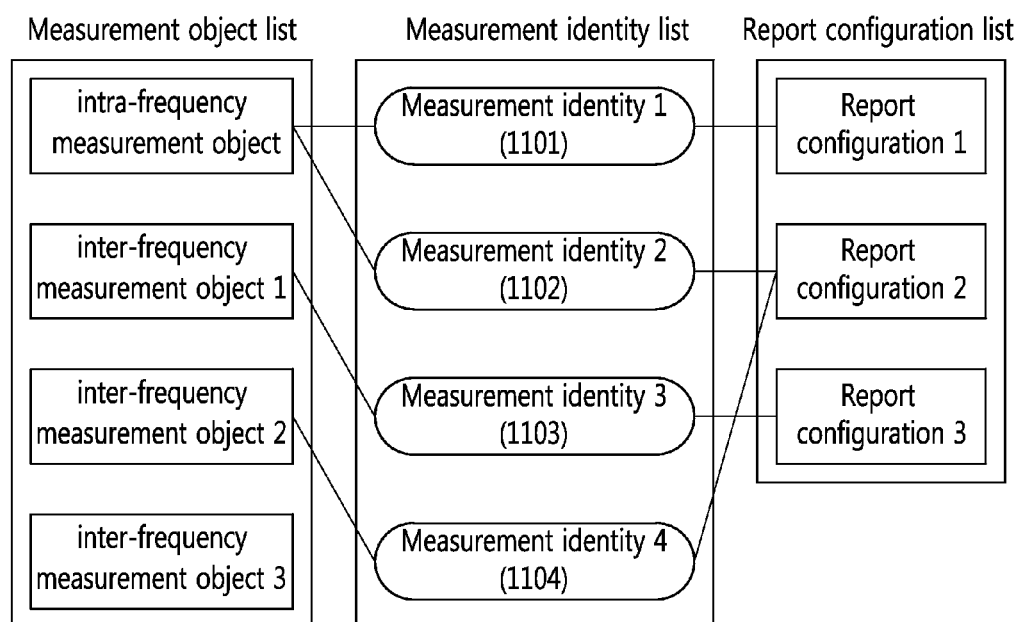 Measurement object list
intra-frequency
measurement object
inter-frequency
measurement object 1
inter-frequency
measurement object 2
inter-frequency
measurement object 3
Measurement identity list
Measurement identity 1
(1101)
Measurement identity 2
(1102)
Measurement identity 3
(1103)
Measurement identity 4
(1104)
Report configuration list
Report
configuration 1
Report
configuration 2
Report
configuration 3